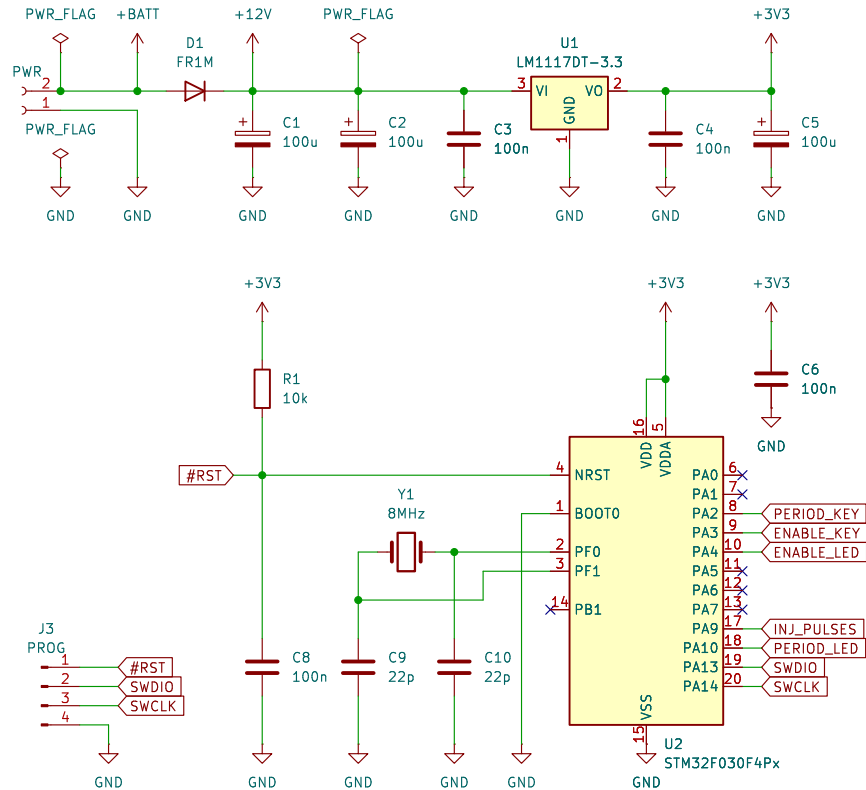 PWR_FLAG
+BATT
+12V
PWR_FLAG
+3V3
D1
FR1M
U1
LM1117DT-3.3
PWR
2
1
3 VI VO 2
GND
1
PWR_FLAG
+ C1
100u
+ C2
100u
C3
100n
C4
100n
+ C5
100u
GND
GND
GND
GND
GND
GND
GND
GND
+3V3
+3V3
+3V3
R1
10k
C6
100n
GND
16 5
VDD VDDA
#RST
4 NRST
PA0 6
PA1 7
Y1
8MHz
1 BOOT0
PA2 8 PERIOD_KEY
PA3 9 ENABLE_KEY
2 PF0
PA4 10 ENABLE_LED
3 PF1
PA5 11
PA6 12
14 PB1
PA7 13
PA9 17 INJ_PULSES
PA10 18 PERIOD_LED
PA13 19 SWDIO
PA14 20 SWCLK
J3
PROG
1 #RST
2 SWDIO
3 SWCLK
4
C8
100n
C9
22p
C10
22p
VSS
15
U2
STM32F030F4Px
GND
GND
GND
GND
GND
GND